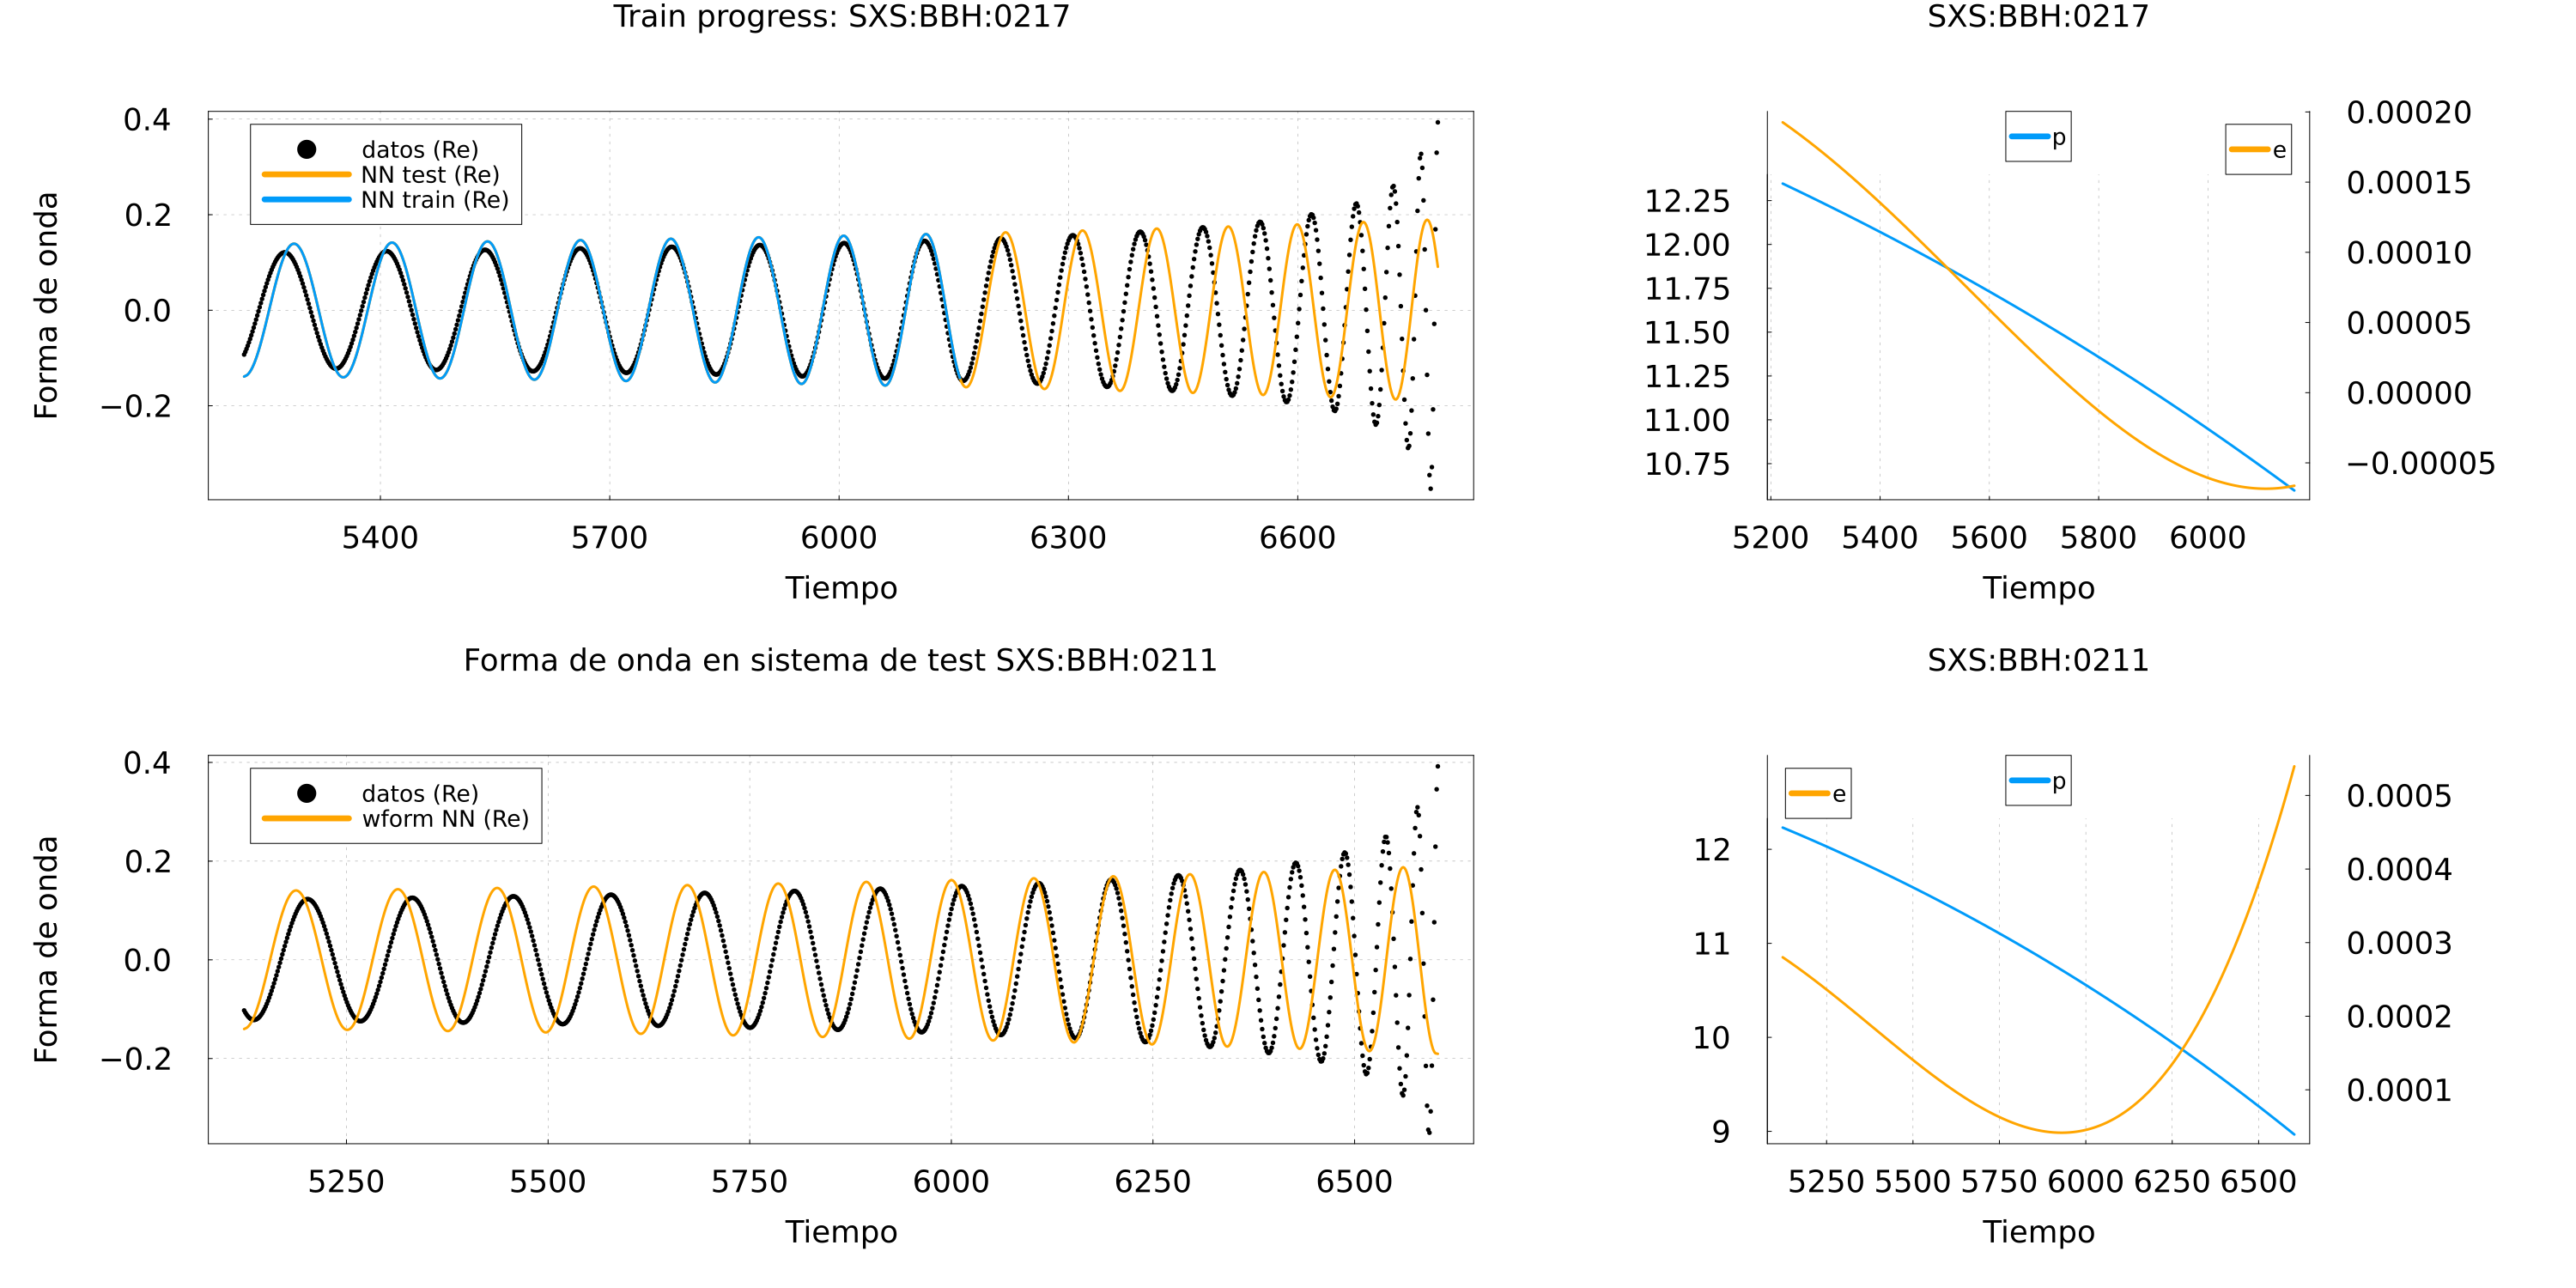 Train progress: SXS:BBH:0217
0.4
0.2
0.0
−0.2
Forma de onda
datos (Re)
NN test (Re)
NN train (Re)
5400 5700 6000 6300 6600
Tiempo
SXS:BBH:0217
12.25
12.00
11.75
11.50
11.25
11.00
10.75
p
e
0.00020
0.00015
0.00010
0.00005
0.00000
−0.00005
5200 5400 5600 5800 6000
Tiempo
Forma de onda en sistema de test SXS:BBH:0211
0.4
0.2
0.0
−0.2
Forma de onda
datos (Re)
wform NN (Re)
5250 5500 5750 6000 6250 6500
Tiempo
SXS:BBH:0211
12
11
10
9
e
p
0.0005
0.0004
0.0003
0.0002
0.0001
5250 5500 5750 6000 6250 6500
Tiempo